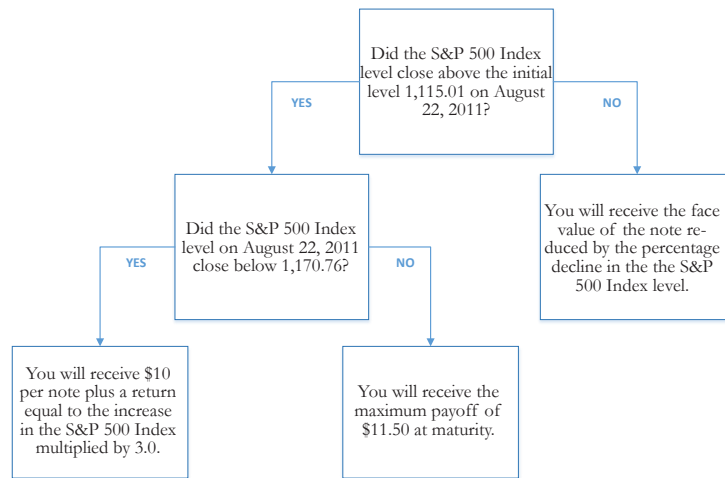 Did the S&P 500 Index
level close above the initial
level 1,115.01 on August
22, 2011?
YES
NO
Did the S&P 500 Index
level on August 22, 2011
close below 1,170.76?
You will receive the face
value of the note re-
duced by the percentage
decline in the the S&P
500 Index level.
YES
NO
You will receive $10
per note plus a return
equal to the increase
in the S&P 500 Index
multiplied by 3.0.
You will receive the
maximum payoff of
$11.50 at maturity.